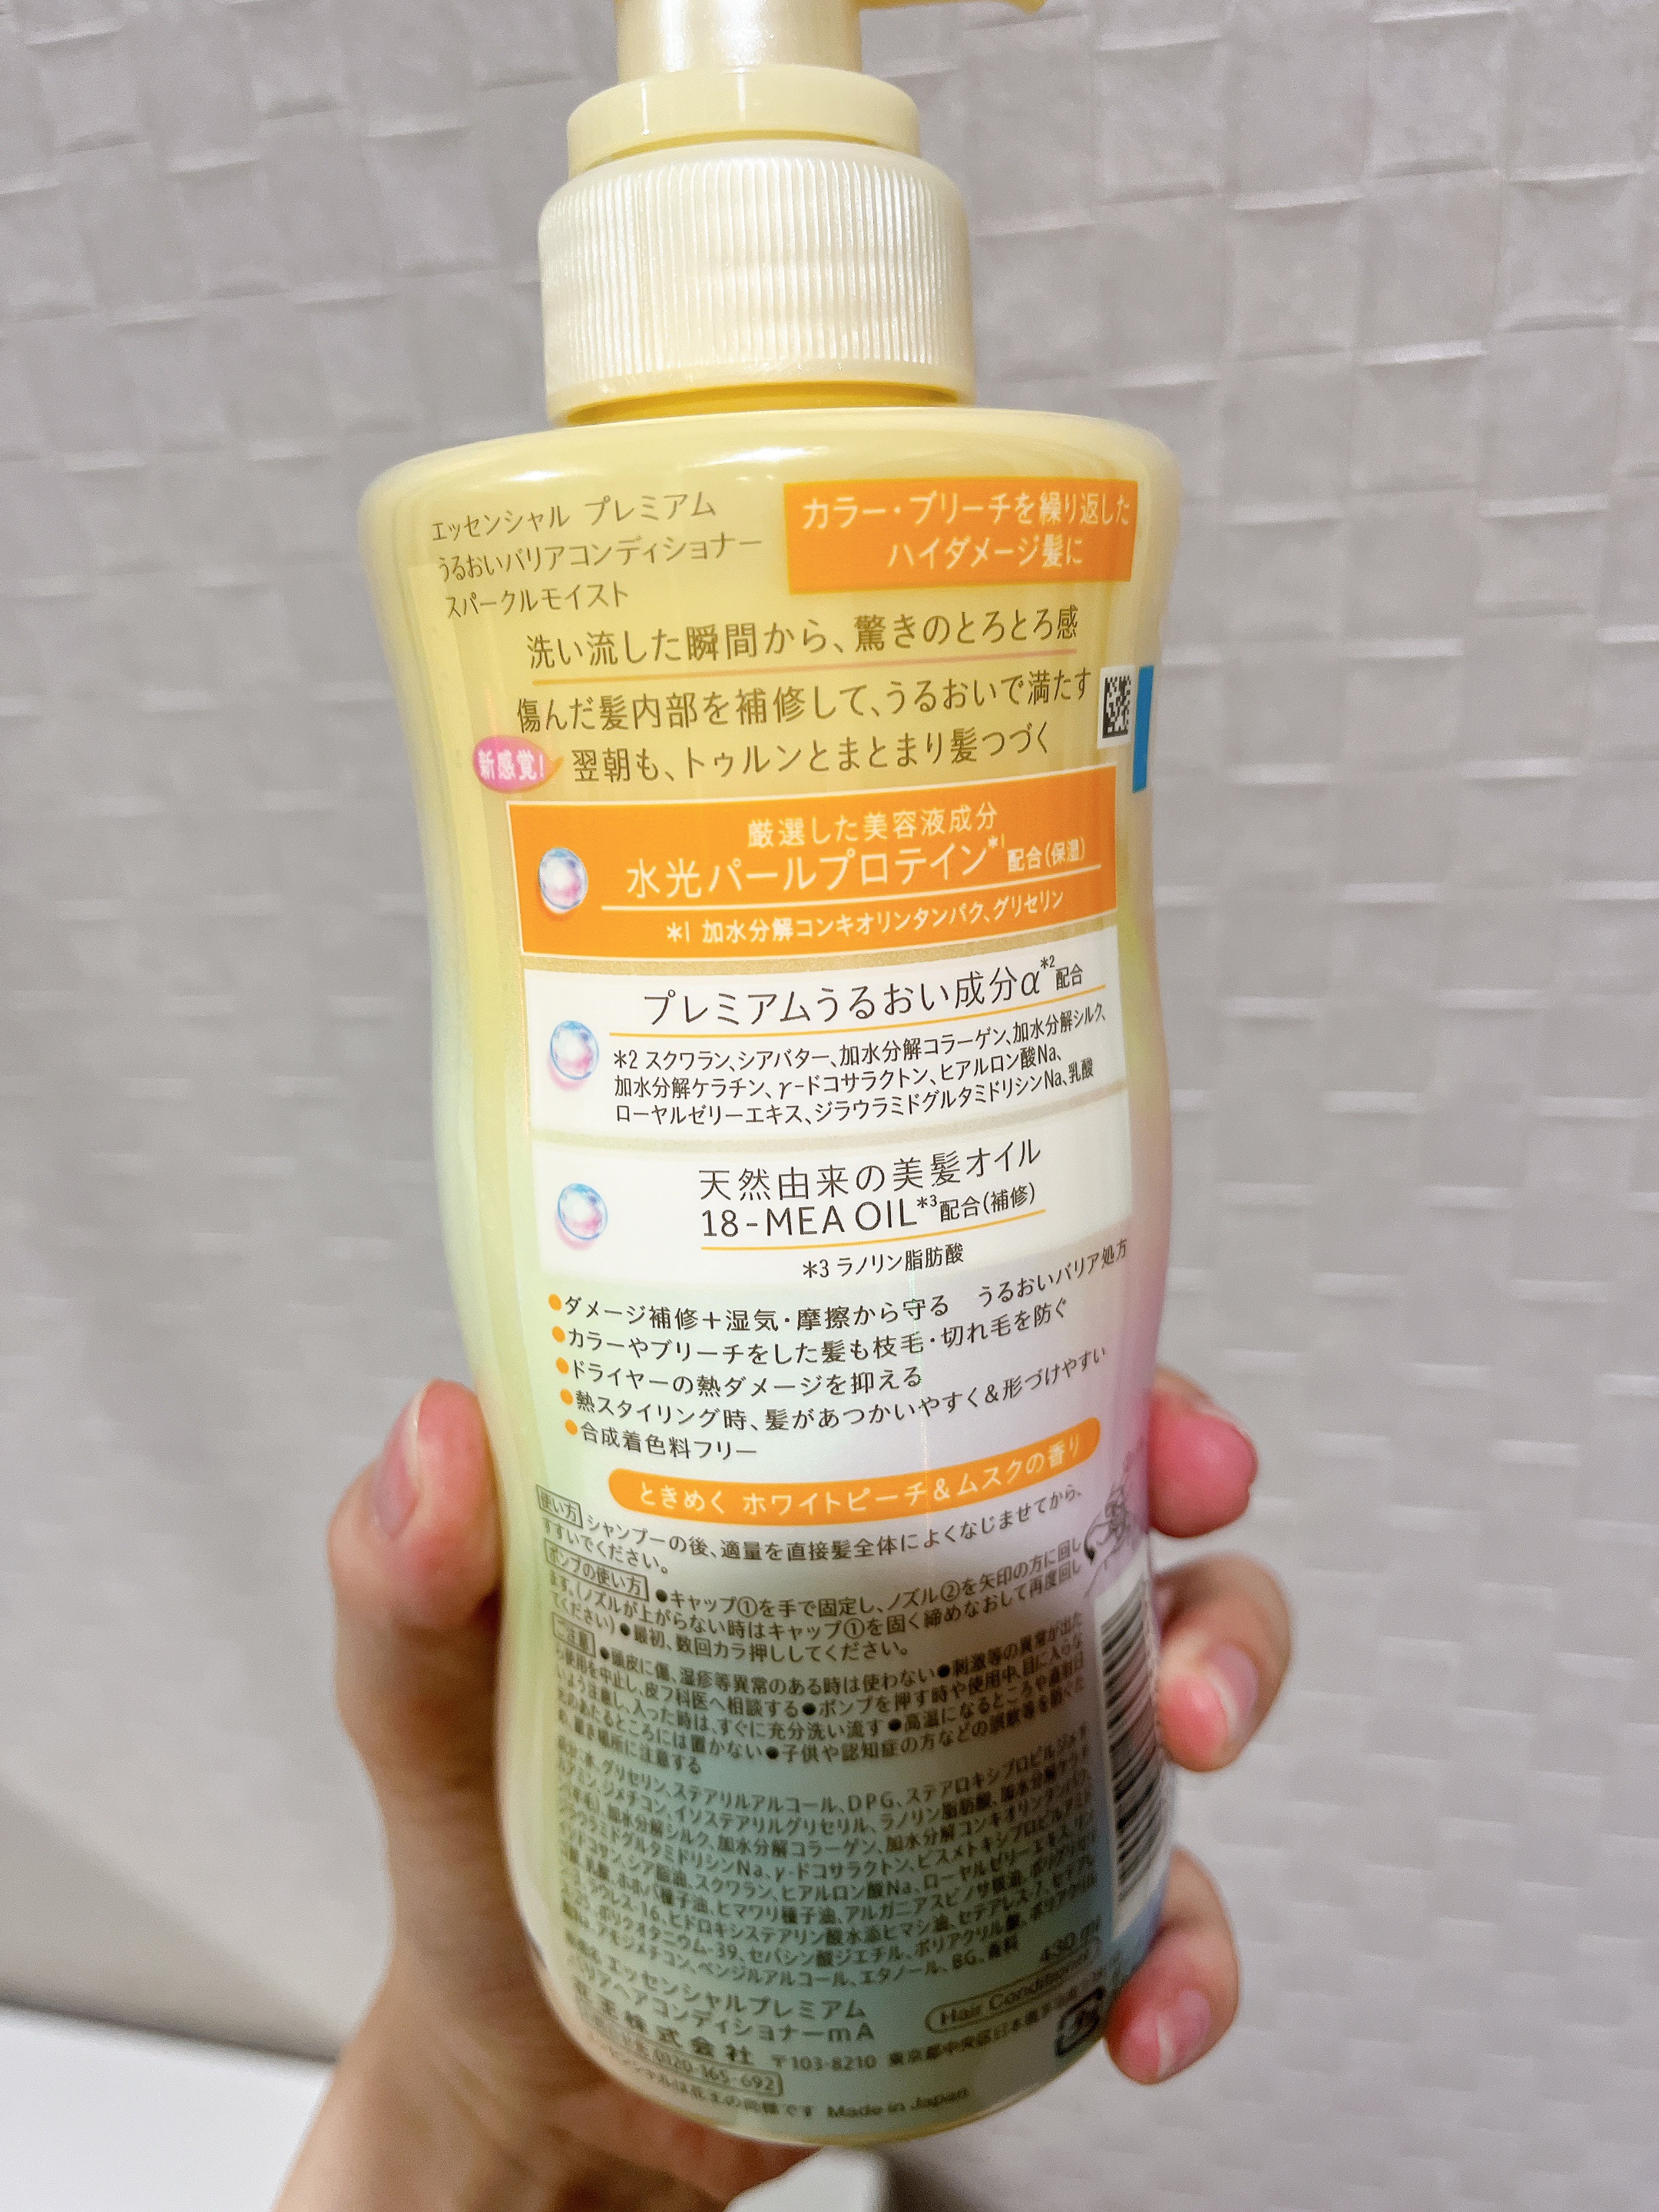 エッセンシャル プレミアム
うるおいバリアコンディショナー
スパークルモイスト
カラー・ブリーチを繰り返した
ハイダメージ髪に
洗い流した瞬間から、驚きのとろとろ感
傷んだ髪内部を補修して、うるおいで満たす
新感覚!
翌朝も、トゥルンとまとまり髪つづく
厳選した美容液成分
水光パールプロテイン*1配合(保湿)
*1 加水分解コンキオリンタンパク、グリセリン
プレミアムうるおい成分α*2配合
*2 スクワラン、シアバター、加水分解コラーゲン、加水分解シルク、
加水分解ケラチン、γ-ドコサラクトン、ヒアルロン酸Na、
ローヤルゼリーエキス、ジラウラミドグルタミドリシンNa、乳酸
天然由来の美髪オイル
18-MEA OIL*3配合(補修)
*3 ラノリン脂肪酸
●ダメージ補修＋湿気・摩擦から守る うるおいバリア処方
●カラーやブリーチをした髪も枝毛・切れ毛を防ぐ
●ドライヤーの熱ダメージを抑える
●熱スタイリング時、髪があつかいやすく＆形づけやすい
●合成着色料フリー
ときめく ホワイトピーチ＆ムスクの香り
使い方 シャンプーの後、適量を直接髪全体によくなじませてから、
すすいでください。
ポンプの使い方 ●キャップ①を手で固定し、ノズル②を矢印の方に回し
ます。(ノズルが上がらない時はキャップ①を固く締めなおして再度回し
てください) ●最初、数回カラ押ししてください。
ご注意 ●頭皮に傷、湿疹等異常のある時は使わない●刺激等の異常が出た
ら使用を中止し、皮フ科医へ相談する●ポンプを押す時や使用中、目に入らな
いよう注意し、入った時は、すぐに充分洗い流す●高温になるところや直射日
光のあたるところには置かない●子供や認知症の方などの誤飲等を防ぐた
め、置き場所に注意する
成分:水、グリセリン、ステアリルアルコール、DPG、ステアロキシプロピルジメチ
ルアミン、ジメチコン、イソステアリルグリセリル、ラノリン脂肪酸、加水分解ケラチ
ン(羊毛)、加水分解シルク、加水分解コラーゲン、加水分解コンキオリンタンパク、
ジラウラミドグルタミドリシンNa、γ-ドコサラクトン、ビスメトキシプロピルアミド
イソドコサン、シア脂油、スクワラン、ヒアルロン酸Na、ローヤルゼリーエキス、
乳酸、ホホバ種子油、ヒマワリ種子油、アルガニアスピノサ核油、
ラウレス-16、ヒドロキシステアリン酸水添ヒマシ油、セテアレス-7、
ポリクオタニウム-39、セバシン酸ジエチル、ポリアクリル酸、
アモジメチコン、ベンジルアルコール、エタノール、BG、香料
430ml
エッセンシャルプレミアム
バリアヘアコンディショナーmA
Hair Conditioner
花王株式会社 〒103-8210 東京都中央区日本橋
0120-165-692
Made in Japan